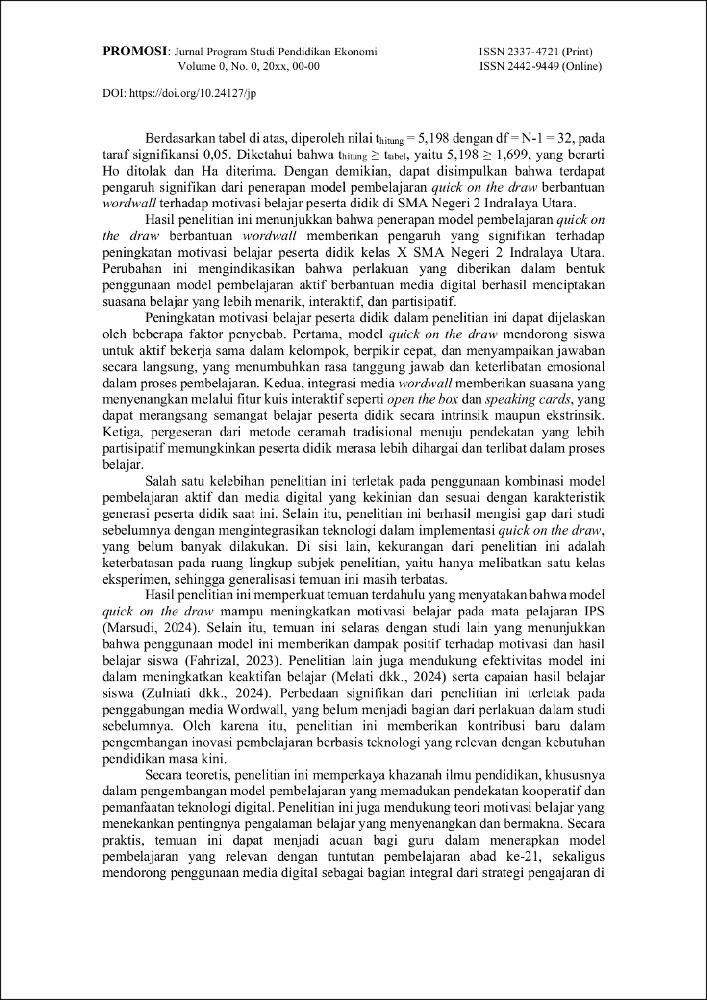 PROMOSI: Jurnal Program Studi Pendidikan Ekonomi ISSN 2337-4721 (Print)
Volume 0, No. 0, 20xx, 00-00 ISSN 2442-9449 (Online)
DOI: https://doi.org/10.24127/jp
Berdasarkan tabel di atas, diperoleh nilai thitung = 5,198 dengan df = N-1 = 32, pada
taraf signifikansi 0,05. Diketahui bahwa thitung ≥ ttabel, yaitu 5,198 ≥ 1,699, yang berarti
Ho ditolak dan Ha diterima. Dengan demikian, dapat disimpulkan bahwa terdapat
pengaruh signifikan dari penerapan model pembelajaran quick on the draw berbantuan
wordwall terhadap motivasi belajar peserta didik di SMA Negeri 2 Indralaya Utara.
Hasil penelitian ini menunjukkan bahwa penerapan model pembelajaran quick on
the draw berbantuan wordwall memberikan pengaruh yang signifikan terhadap
peningkatan motivasi belajar peserta didik kelas X SMA Negeri 2 Indralaya Utara.
Perubahan ini mengindikasikan bahwa perlakuan yang diberikan dalam bentuk
penggunaan model pembelajaran aktif berbantuan media digital berhasil menciptakan
suasana belajar yang lebih menarik, interaktif, dan partisipatif.
Peningkatan motivasi belajar peserta didik dalam penelitian ini dapat dijelaskan
oleh beberapa faktor penyebab. Pertama, model quick on the draw mendorong siswa
untuk aktif bekerja sama dalam kelompok, berpikir cepat, dan menyampaikan jawaban
secara langsung, yang menumbuhkan rasa tanggung jawab dan keterlibatan emosional
dalam proses pembelajaran. Kedua, integrasi media wordwall memberikan suasana yang
menyenangkan melalui fitur kuis interaktif seperti open the box dan speaking cards, yang
dapat merangsang semangat belajar peserta didik secara intrinsik maupun ekstrinsik.
Ketiga, pergeseran dari metode ceramah tradisional menuju pendekatan yang lebih
partisipatif memungkinkan peserta didik merasa lebih dihargai dan terlibat dalam proses
belajar.
Salah satu kelebihan penelitian ini terletak pada penggunaan kombinasi model
pembelajaran aktif dan media digital yang kekinian dan sesuai dengan karakteristik
generasi peserta didik saat ini. Selain itu, penelitian ini berhasil mengisi gap dari studi
sebelumnya dengan mengintegrasikan teknologi dalam implementasi quick on the draw,
yang belum banyak dilakukan. Di sisi lain, kekurangan dari penelitian ini adalah
keterbatasan pada ruang lingkup subjek penelitian, yaitu hanya melibatkan satu kelas
eksperimen, sehingga generalisasi temuan ini masih terbatas.
Hasil penelitian ini memperkuat temuan terdahulu yang menyatakan bahwa model
quick on the draw mampu meningkatkan motivasi belajar pada mata pelajaran IPS
(Marsudi, 2024). Selain itu, temuan ini selaras dengan studi lain yang menunjukkan
bahwa penggunaan model ini memberikan dampak positif terhadap motivasi dan hasil
belajar siswa (Fahrizal, 2023). Penelitian lain juga mendukung efektivitas model ini
dalam meningkatkan keaktifan belajar (Melati dkk., 2024) serta capaian hasil belajar
siswa (Zulniati dkk., 2024). Perbedaan signifikan dari penelitian ini terletak pada
penggabungan media Wordwall, yang belum menjadi bagian dari perlakuan dalam studi
sebelumnya. Oleh karena itu, penelitian ini memberikan kontribusi baru dalam
pengembangan inovasi pembelajaran berbasis teknologi yang relevan dengan kebutuhan
pendidikan masa kini.
Secara teoretis, penelitian ini memperkaya khazanah ilmu pendidikan, khususnya
dalam pengembangan model pembelajaran yang memadukan pendekatan kooperatif dan
pemanfaatan teknologi digital. Penelitian ini juga mendukung teori motivasi belajar yang
menekankan pentingnya pengalaman belajar yang menyenangkan dan bermakna. Secara
praktis, temuan ini dapat menjadi acuan bagi guru dalam menerapkan model
pembelajaran yang relevan dengan tuntutan pembelajaran abad ke-21, sekaligus
mendorong penggunaan media digital sebagai bagian integral dari strategi pengajaran di